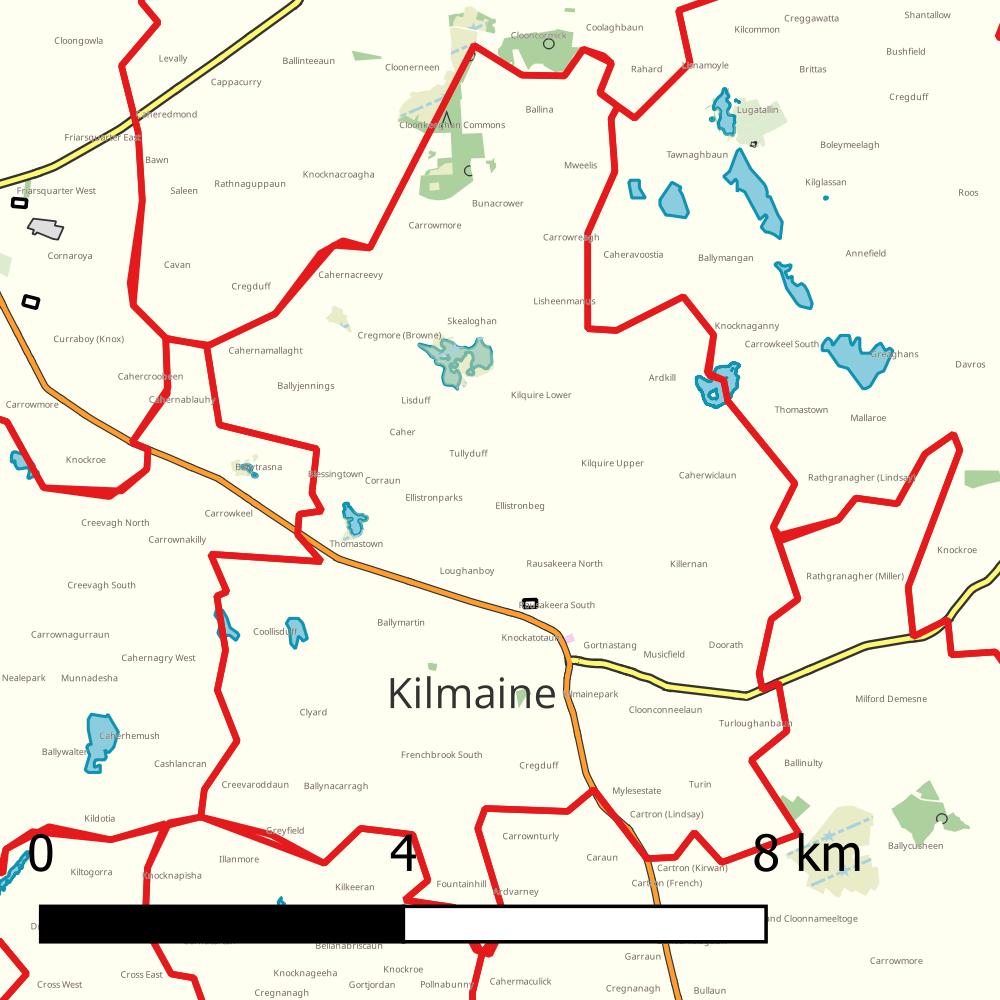 Shantallow
Creggawatta
Coolaghbaun
Kilcommon
Clooncormick
Cloongowla
Bushfield
Levally
Ballinteeaun
Cloonerneen
Rahard
Lisnamoyle
Brittas
Cappacurry
Cregduff
Ballina
Lugatallin
Caheredmond
Cloonkerghan Commons
Friarsquarter East
Boleymeelagh
Bawn
Tawnaghbaun
Mweelis
Knocknacroagha
Kilglassan
Friarsquarter West
Saleen
Rathnaguppaun
Roos
Bunacrower
Carrowmore
Carrowreagh
Cornaroya
Caheravoostia
Ballymangan
Annefield
Cavan
Cahernacreevy
Cregduff
Lisheenmanus
Skealoghan
Knocknaganny
Curraboy (Knox)
Cregmore (Browne)
Carrowkeel South
Cahernamallaght
Greaghans
Davros
Cahercroobeen
Ballyjennings
Ardkill
Kilquire Lower
Carrowmore
Cahernablauhy
Lisduff
Thomastown
Mallaroe
Caher
Tullyduff
Knockroe
Brackytrasna
Blessingtown
Corraun
Kilquire Upper
Caherwiclaun
Rathgranagher (Lindsay)
Ellistronparks
Ellistronbeg
Carrowkeel
Creevagh North
Carrownakilly
Thomastown
Knockroe
Loughanboy
Rausakeera North
Killernan
Rathgranagher (Miller)
Creevagh South
Rausakeera South
Ballymartin
Carrownagurraun
Coollisduff
Knockatotaun
Gortnastang
Musicfield
Doorath
Cahernagry West
Nealepark
Munnadesha
Kilmaine
Kilmainepark
Milford Demesne
Clyard
Cloonconneelaun
Turloughanbaun
Caherhemush
Ballywalter
Frenchbrook South
Cashlancran
Cregduff
Ballinulty
Creevaroddaun
Ballynacarragh
Turin
Mylesestate
Kildotia
Cartron (Lindsay)
Greyfield
Carrownturly
Ballycusheen
0
4
8 km
Illanmore
Caraun
Kiltogorra
Knocknapisha
Cartron (Kirwan)
Kilkeeran
Fountainhill
Cartron (French)
Ardvarney
und Cloonnameeltoge
Bellanabriscaun
Garraun
Carrowmore
Cross East
Knocknageeha
Knockroe
Cross West
Gortjordan
Pollnabunny
Cahermaculick
Cregnanagh
Cregnanagh
Bullaun